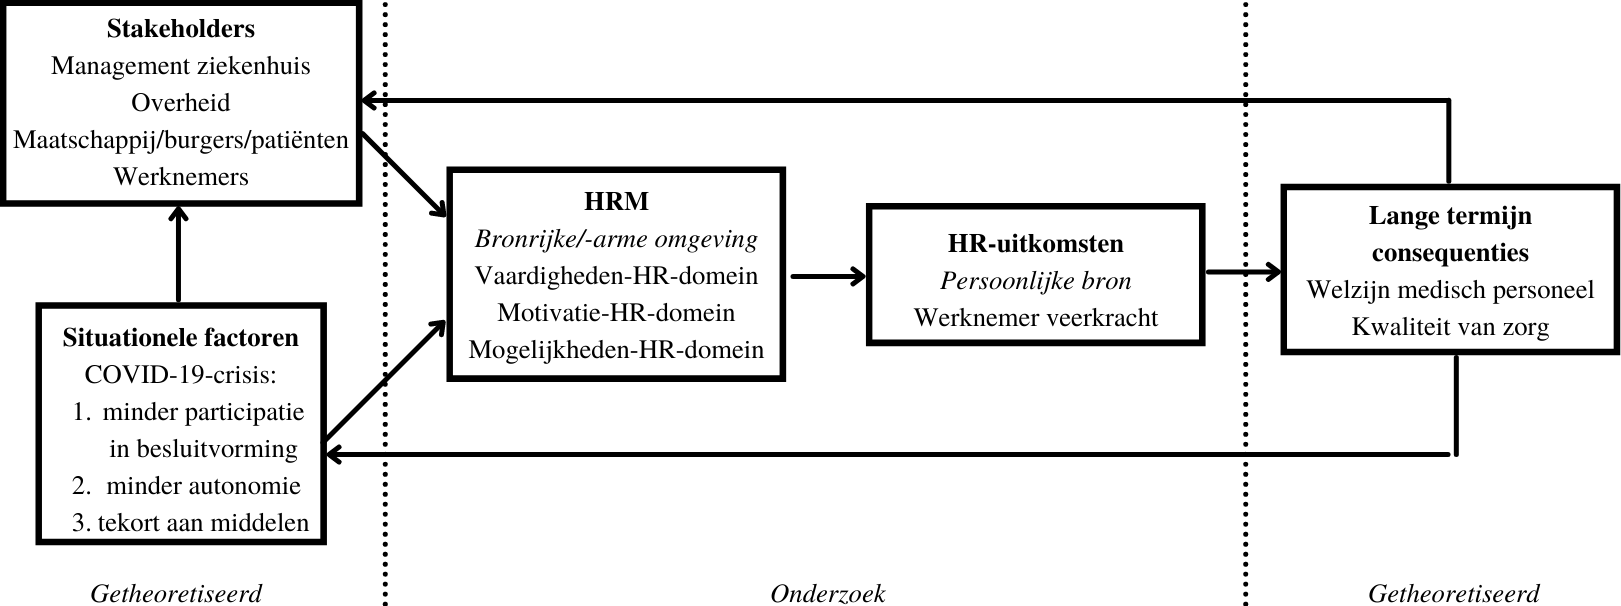 Stakeholders
Management ziekenhuis
Overheid
Maatschappij/burgers/patiënten
Werknemers
Situationele factoren
COVID-19-crisis:
1. minder participatie
in besluitvorming
2. minder autonomie
3. tekort aan middelen
HRM
Bronrijke/-arme omgeving
Vaardigheden-HR-domein
Motivatie-HR-domein
Mogelijkheden-HR-domein
HR-uitkomsten
Persoonlijke bron
Werknemer veerkracht
Lange termijn
consequenties
Welzijn medisch personeel
Kwaliteit van zorg
Getheoretiseerd
Onderzoek
Getheoretiseerd